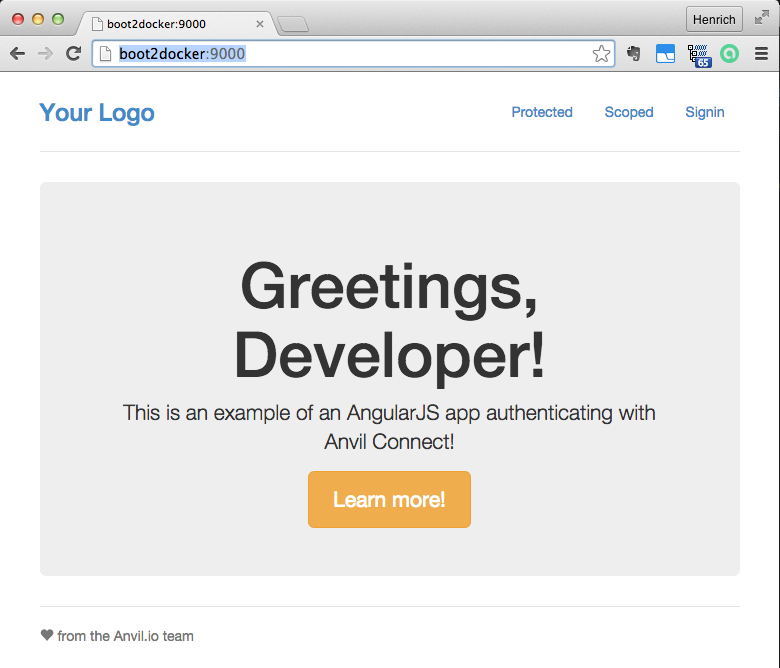 boot2docker:9000
Henrich
boot2docker:9000
65
Your Logo
Protected
Scoped
Signin
Greetings,
Developer!
This is an example of an AngularJS app authenticating with
Anvil Connect!
Learn more!
from the Anvil.io team